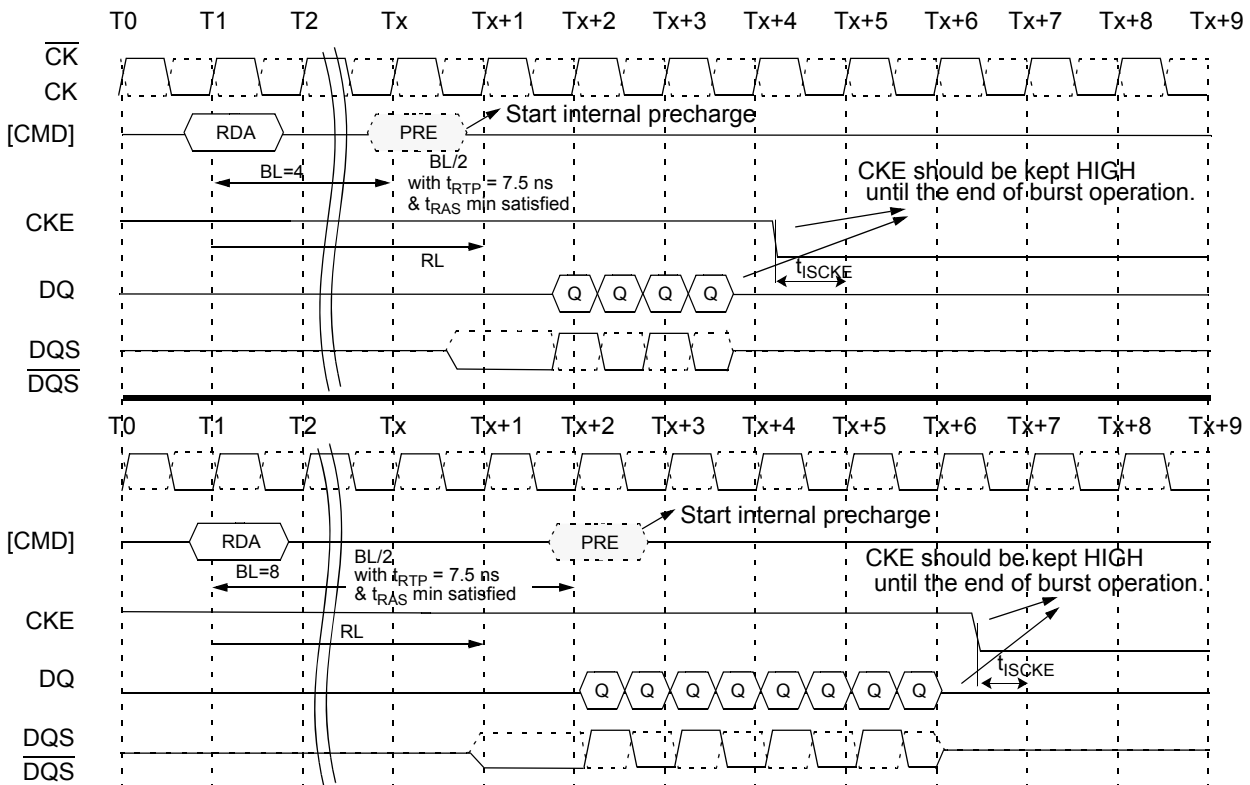 T0 T1 T2 Tx Tx+1 Tx+2 Tx+3 Tx+4 Tx+5 Tx+6 Tx+7 Tx+8 Tx+9
CK
CK
[CMD] RDA PRE Start internal precharge
BL=4
BL/2
with tRTP = 7.5 ns
& tRAS min satisfied
CKE should be kept HIGH
until the end of burst operation.
CKE
RL
tISCKE
DQ Q Q Q Q
DQS
DQS
T0 T1 T2 Tx Tx+1 Tx+2 Tx+3 Tx+4 Tx+5 Tx+6 Tx+7 Tx+8 Tx+9
[CMD] RDA PRE Start internal precharge
BL=8
BL/2
with tRTP = 7.5 ns
& tRAS min satisfied
CKE should be kept HIGH
until the end of burst operation.
CKE
RL
tISCKE
DQ Q Q Q Q Q Q Q Q
DQS
DQS